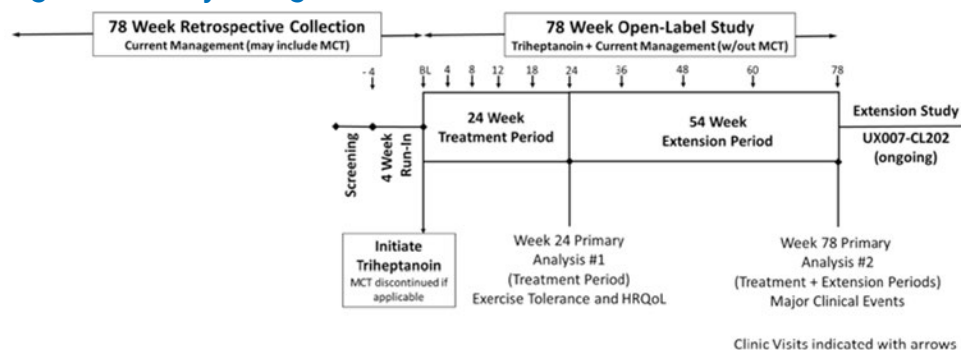 78 Week Retrospective Collection
Current Management (may include MCT)
78 Week Open-Label Study
Triheptanoin + Current Management (w/out MCT)
-4 BL 4 8 12 18 24 36 48 60 78
24 Week
Treatment Period
54 Week
Extension Period
Extension Study
UX007-CL202
(ongoing)
Screening
4 Week
Run-In
Initiate
Triheptanoin
MCT discontinued if
applicable
Week 24 Primary
Analysis #1
(Treatment Period)
Exercise Tolerance and HRQoL
Week 78 Primary
Analysis #2
(Treatment + Extension Periods)
Major Clinical Events
Clinic Visits indicated with arrows